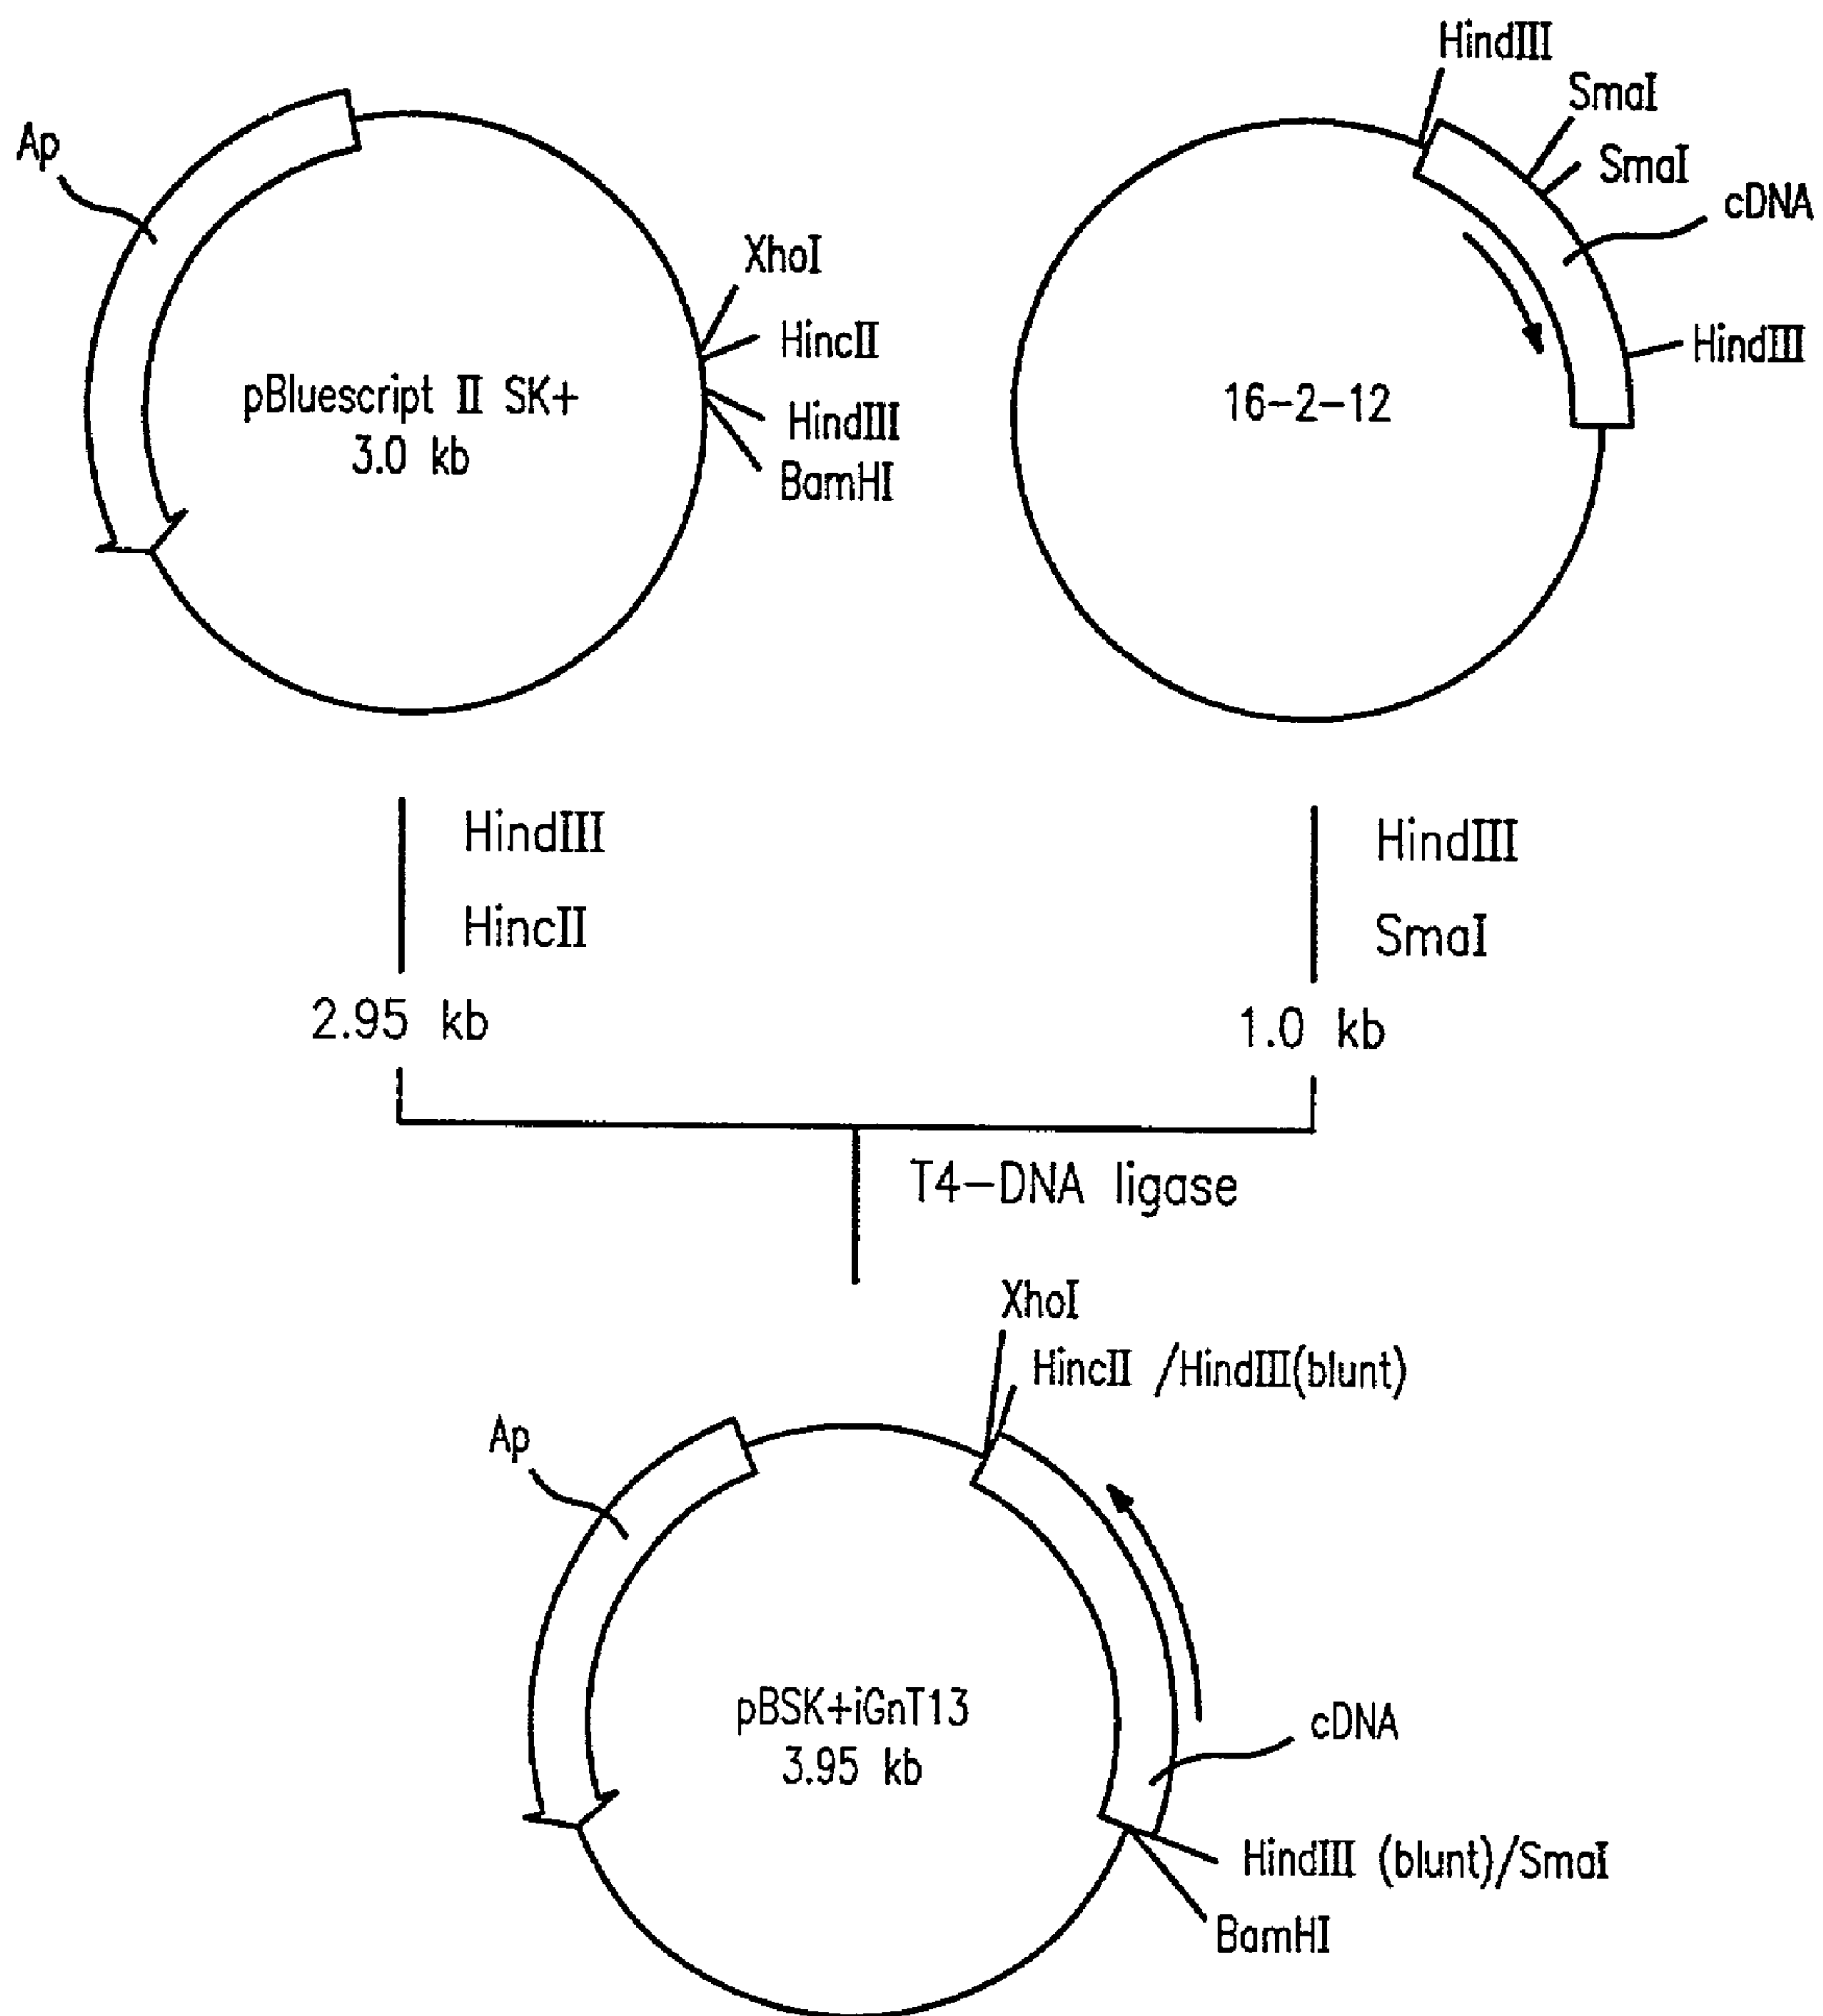 Ap
XhoI
HincII
HindIII
BamHI
pBluescript II SK+
3.0 kb
HindIII
SmaI
SmaI
cDNA
HindIII
16-2-12
HindIII
HincII
2.95 kb
HindIII
SmaI
1.0 kb
T4-DNA ligase
XhoI
HincII /HindIII(blunt)
Ap
pBSK+iGnT13
3.95 kb
cDNA
HindIII (blunt)/SmaI
BamHI